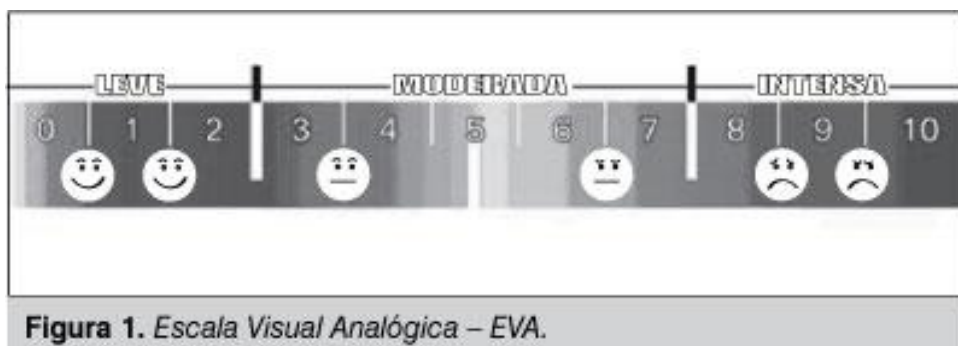 LEVE MODERADA INTENSA
0 1 2 3 4 5 6 7 8 9 10
Figura 1. Escala Visual Analógica – EVA.